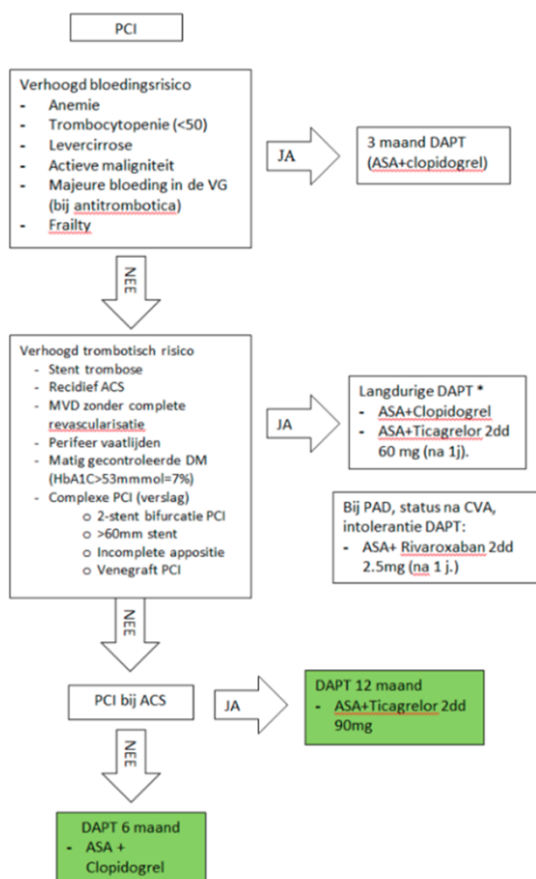 PCI
Verhoogd bloedingsrisico
- Anemie
- Trombocytopenie (<50)
- Levercirrose
- Actieve maligniteit
- Majeure bloeding in de VG
(bij antitrombotica)
- Frailty
JA
3 maand DAPT
(ASA+clopidogrel)
NEE
Verhoogd trombotisch risico
- Stent trombose
- Recidief ACS
- MVD zonder complete
revascularisatie
- Perifeer vaatlijden
- Matig gecontroleerde DM
(HbA1C>53mmmol=7%)
- Complexe PCI (verslag)
o 2-stent bifurcatie PCI
o >60mm stent
o Incomplete appositie
o Venegraft PCI
JA
Langdurige DAPT *
- ASA+Clopidogrel
- ASA+Ticagrelor 2dd
60 mg (na 1j).
Bij PAD, status na CVA,
intolerantie DAPT:
- ASA+ Rivaroxaban 2dd
2.5mg (na 1 j.)
NEE
PCI bij ACS
JA
DAPT 12 maand
- ASA+Ticagrelor 2dd
90mg
NEE
DAPT 6 maand
- ASA +
Clopidogrel